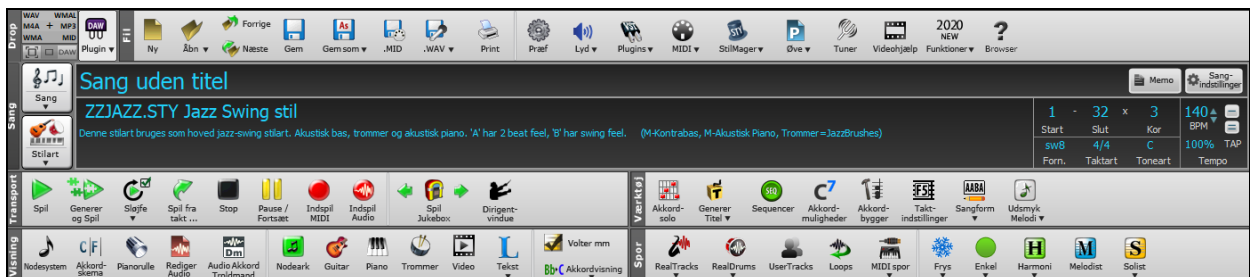 Drop
WAV WMAL
M4A + MP3
WMA MID
DAW
DAW
Plugin
Fil
Ny
Åbn
Forrige
Næste
Gem
As
Gem som
.MID
.WAV
Print
Præf
Lyd
Plugins
MIDI
StilMager
Øve
Tuner
Videohjælp
2020
NEW
Funktioner
?
Browser
Sang
Sang
Sang uden titel
Memo
Sang-
indstillinger
Stilart
ZZJAZZ.STY Jazz Swing stil
Denne stilart bruges som hoved jazz-swing stilart. Akustisk bas, trommer og akustisk piano. 'A' har 2 beat feel, 'B' har swing feel. (M-Kontrabas, M-Akustisk Piano, Trommer=JazzBrushes)
1 - 32 x 3
Start Slut Kor
sw8 4/4 C
Forn. Taktart Toneart
140
BPM
100% TAP
Tempo
Transport
Spil
Generer
og Spil
Sløjfe
Spil fra
takt ...
Stop
Pause /
Fortsæt
Indspil
MIDI
Indspil
Audio
Spil
Jukebox
Dirigent-
vindue
Værktøj
Akkord-
solo
Generer
Titel
SEQ
Sequencer
C7
Akkord-
muligheder
Akkord-
bygger
Takt-
indstillinger
AABA
Sangform
Udsmyk
Melodi
Visning
Nodesystem
C|F|
Akkord-
skema
Pianorulle
Rediger
Audio
Dm
Audio Akkord
Troldmand
Nodeark
Guitar
Piano
Trommer
Video
L
Tekst
Volter mm
Bb•C Akkordvisning
Spor
RealTracks
RealDrums
UserTracks
Loops
MIDI spor
Frys
Enkel
H
Harmoni
M
Melodist
S
Solist